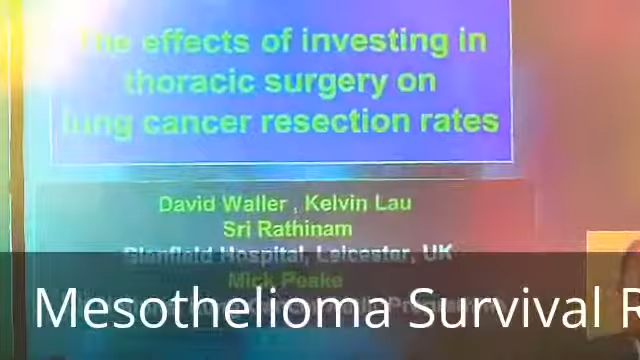 The effects of investing in
thoracic surgery on
lung cancer resection rates
David Waller , Kelvin Lau
Sri Rathinam
Glenfield Hospital, Leicester, UK
Mick Peake
Mesothelioma Survival R